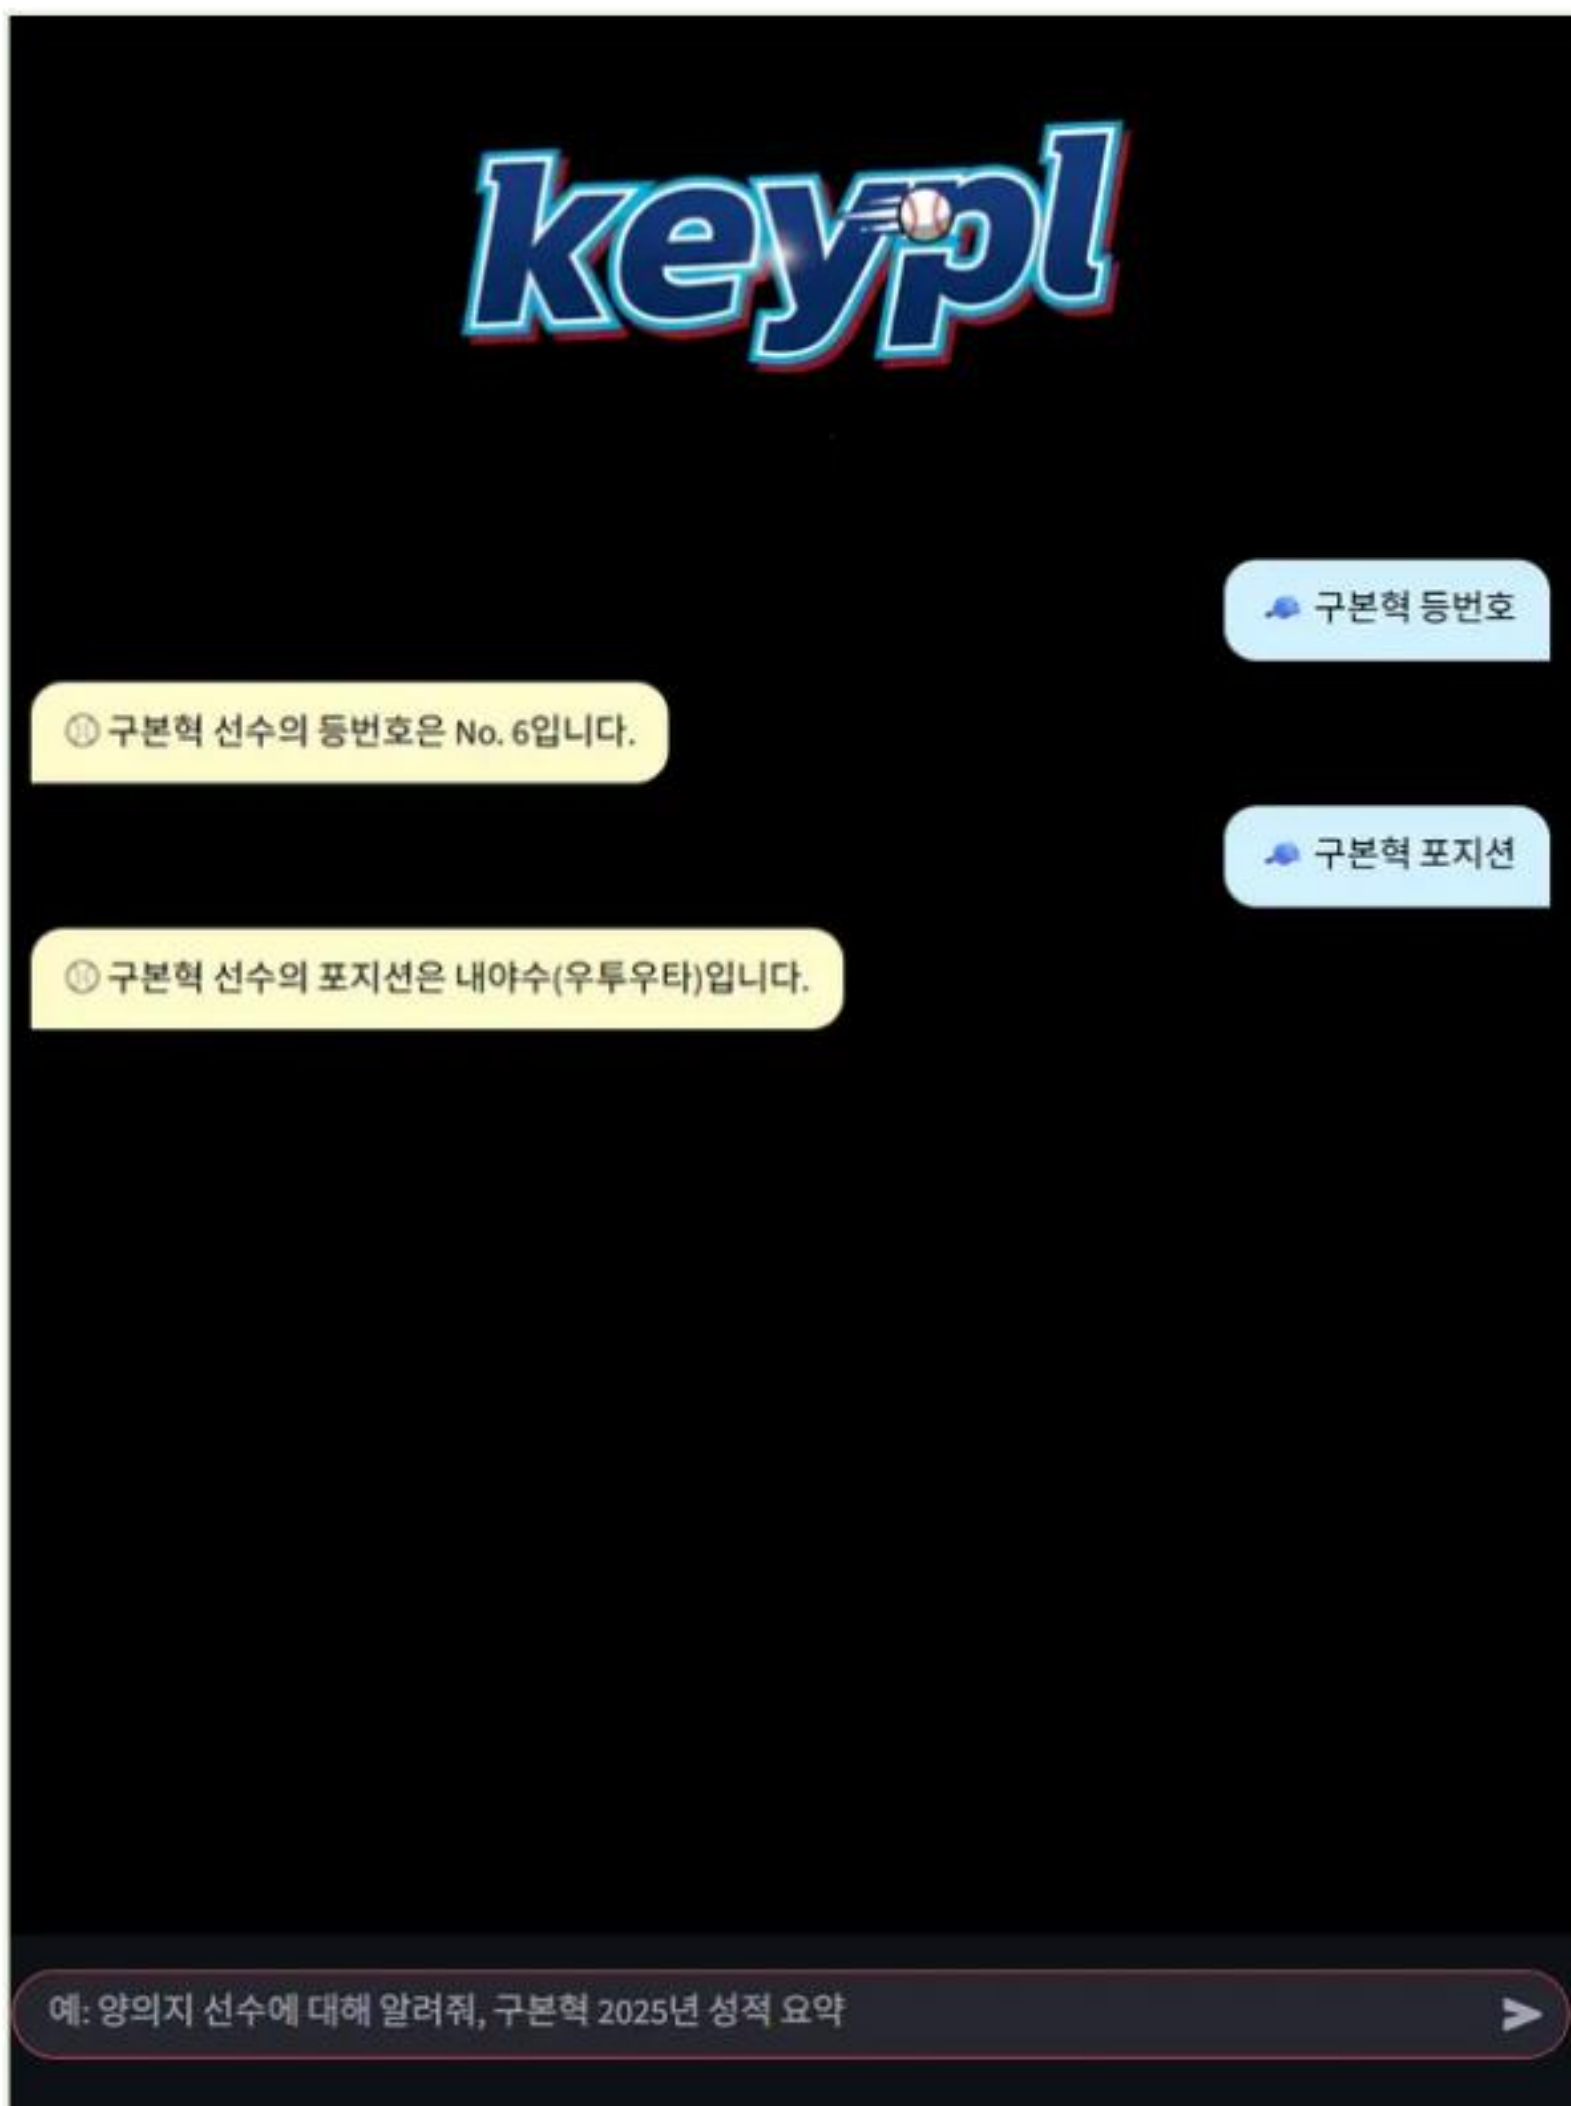 keypl
구본혁 등번호
구본혁 선수의 등번호은 No. 6입니다.
구본혁 포지션
구본혁 선수의 포지션은 내야수(우투우타)입니다.
예: 양의지 선수에 대해 알려줘, 구본혁 2025년 성적 요약